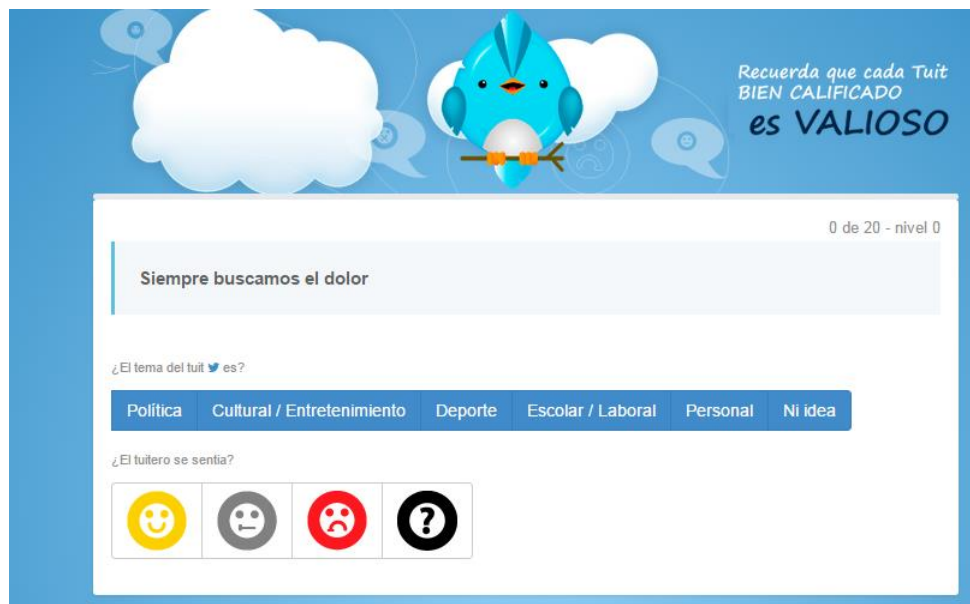 Recuerda que cada Tuit
BIEN CALIFICADO
es VALIOSO
0 de 20 - nivel 0
Siempre buscamos el dolor
¿El tema del tuit es?
Política Cultural / Entretenimiento Deporte Escolar / Laboral Personal Ni idea
¿El tuitero se sentia?
?